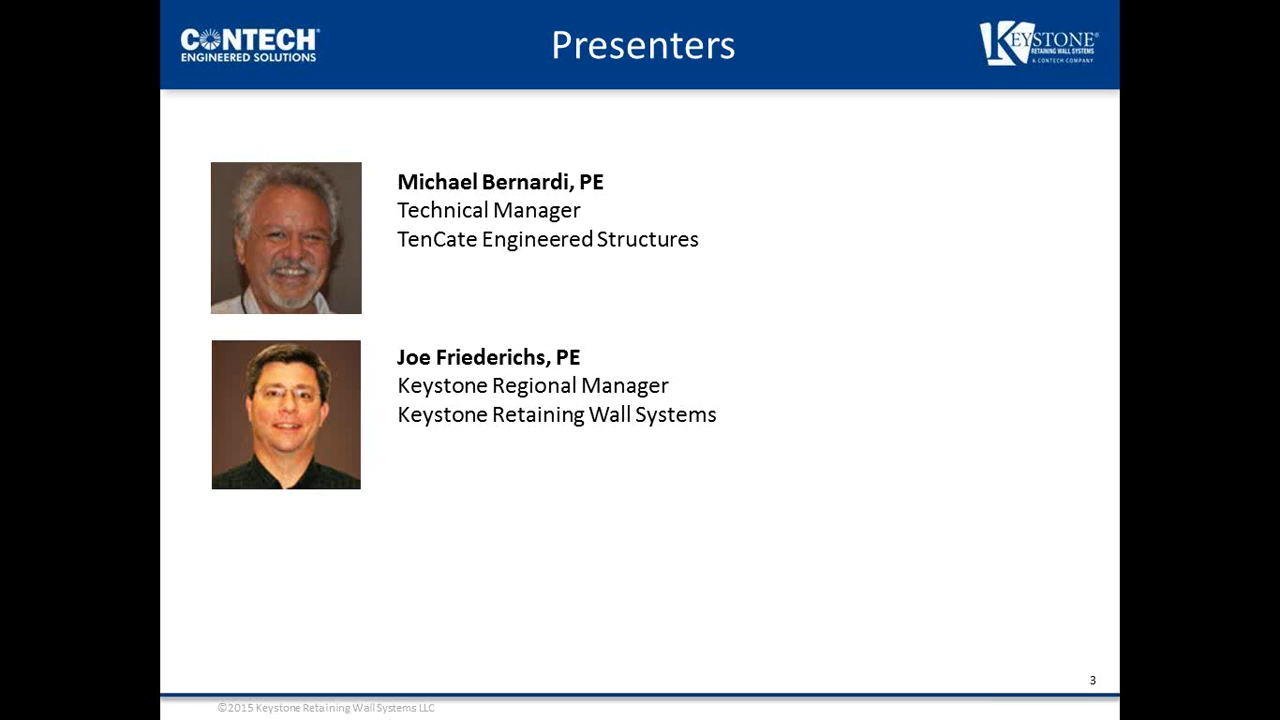 CONTECH®
ENGINEERED SOLUTIONS
Presenters
KEYSTONE®
RETAINING WALL SYSTEMS
A CONTECH COMPANY
Michael Bernardi, PE
Technical Manager
TenCate Engineered Structures
Joe Friederichs, PE
Keystone Regional Manager
Keystone Retaining Wall Systems
3
©2015 Keystone Retaining Wall Systems LLC